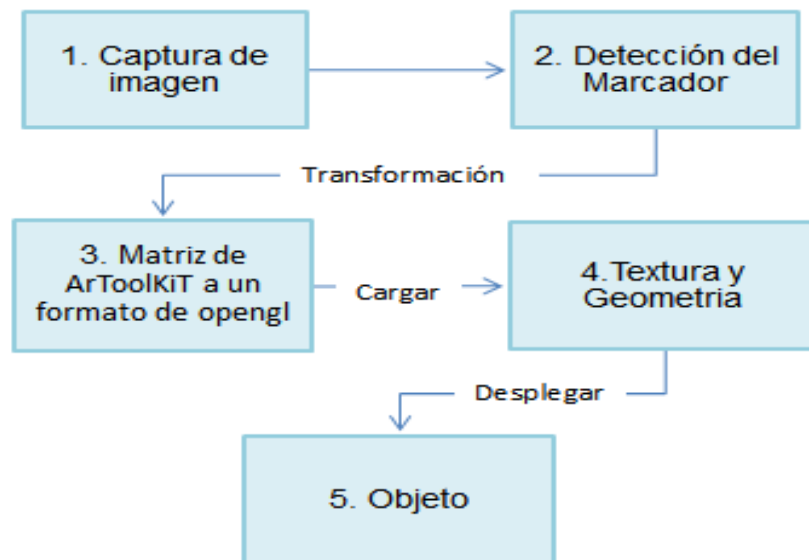 1. Captura de
imagen
2. Detección del
Marcador
Transformación
3. Matriz de
ArToolKiT a un
formato de opengl
Cargar
4.Textura y
Geometria
Desplegar
5. Objeto